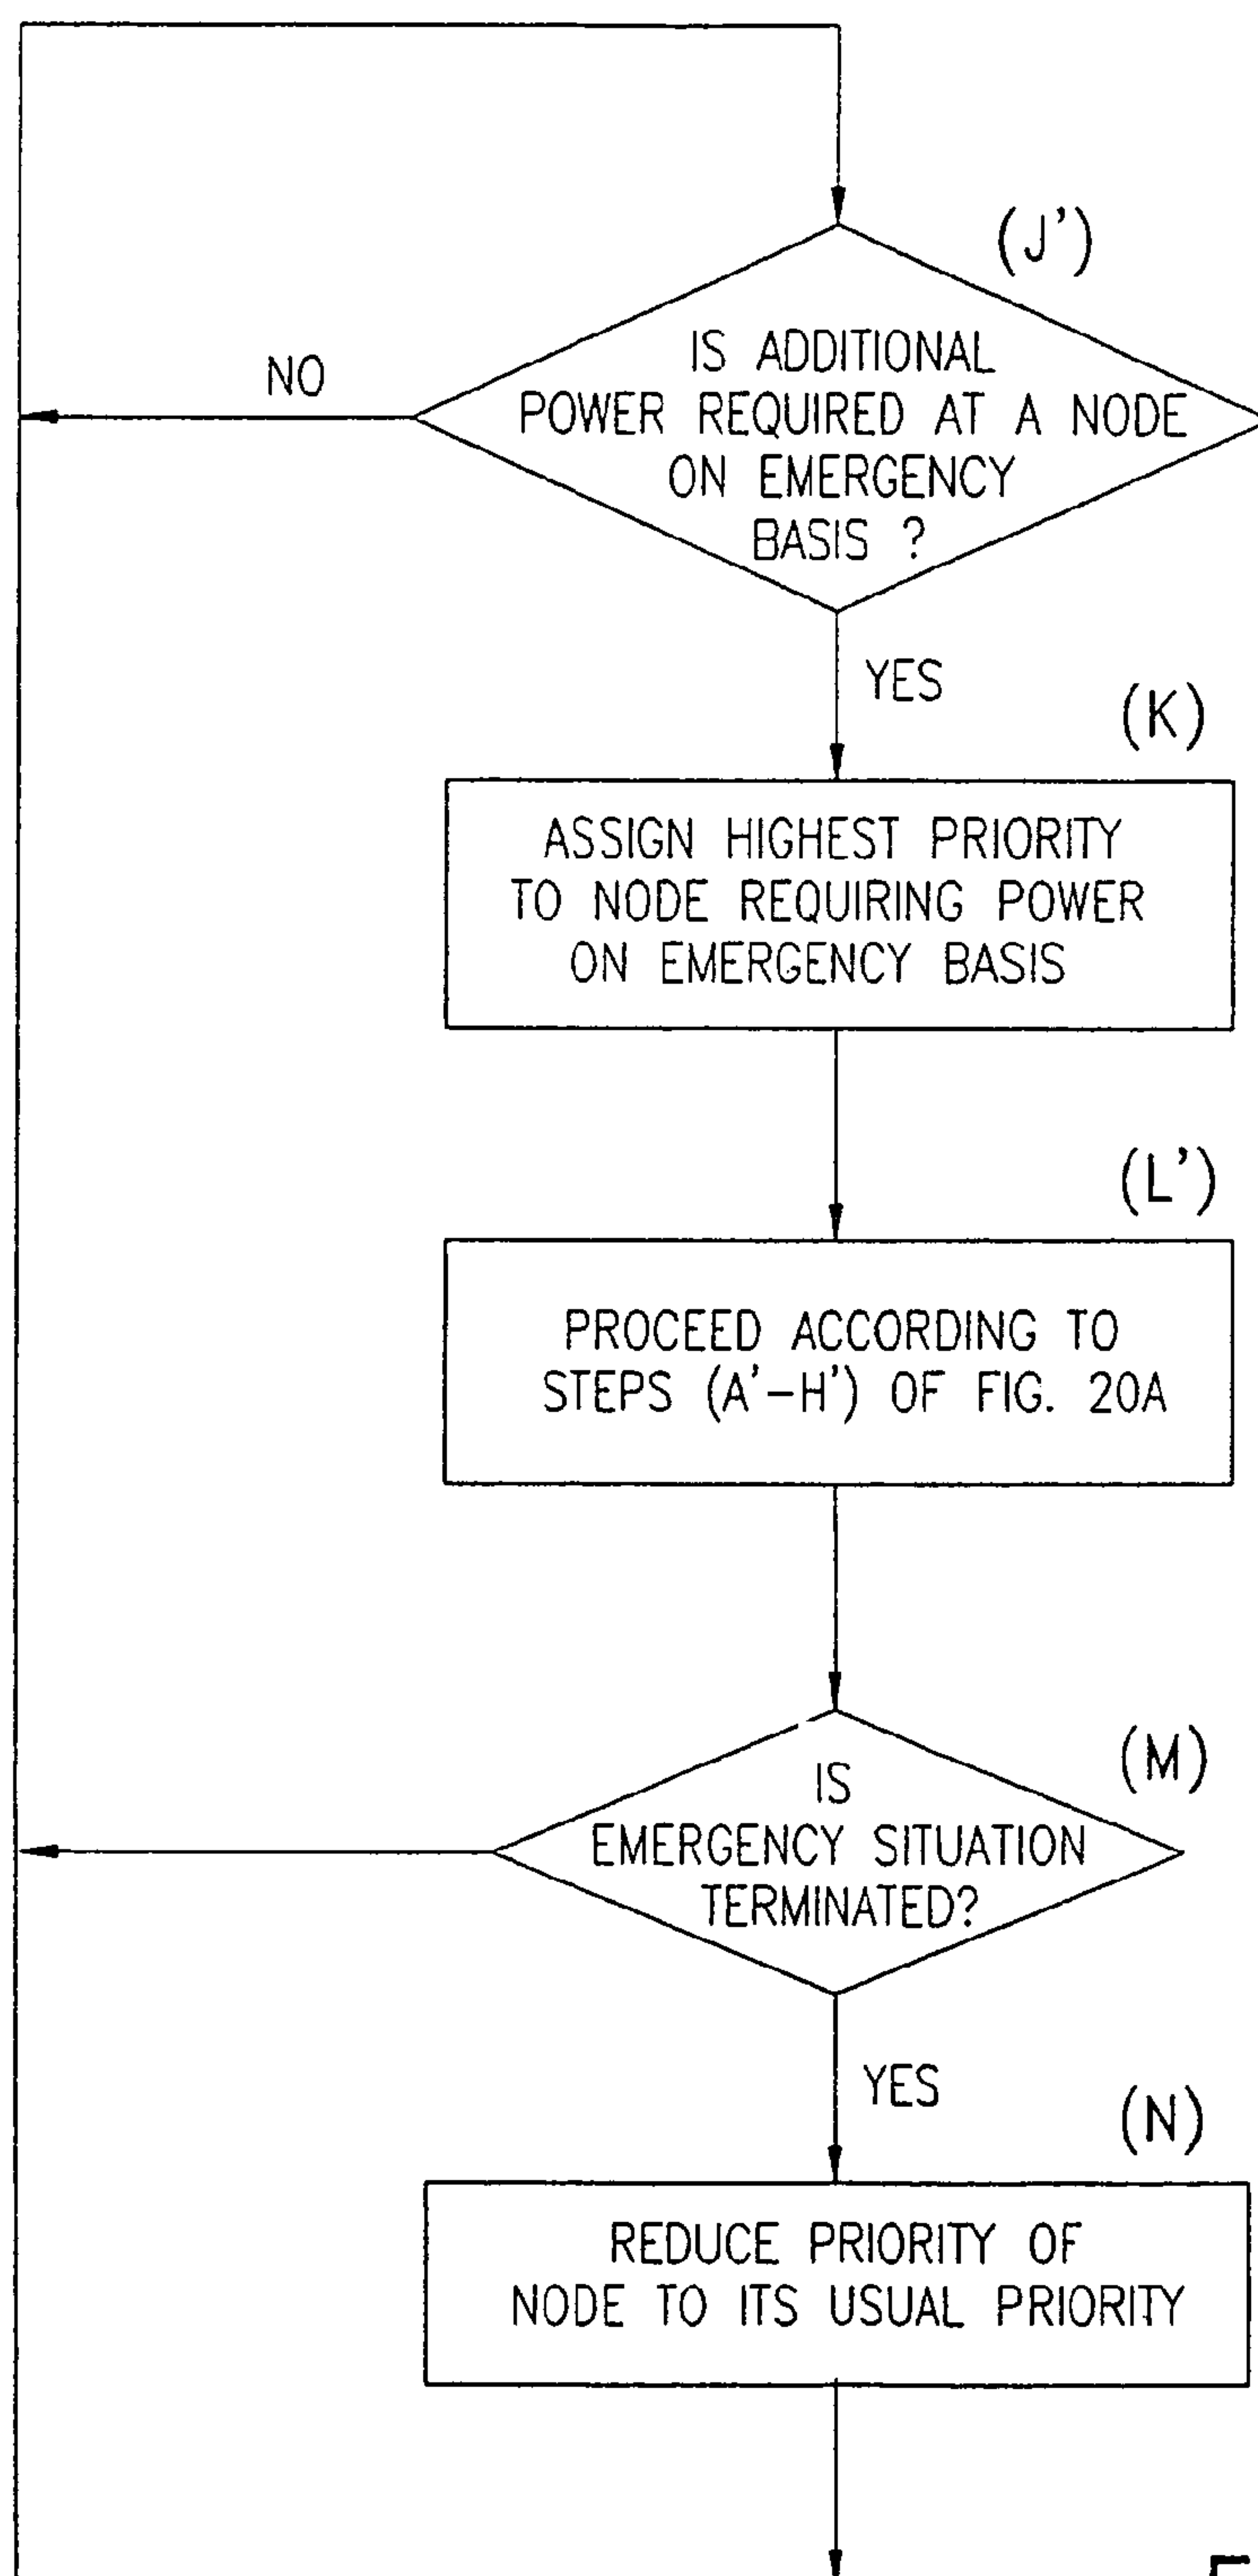 (J')
IS ADDITIONAL
POWER REQUIRED AT A NODE
ON EMERGENCY
BASIS ?
NO
YES
(K)
ASSIGN HIGHEST PRIORITY
TO NODE REQUIRING POWER
ON EMERGENCY BASIS
(L')
PROCEED ACCORDING TO
STEPS (A'-H') OF FIG. 20A
(M)
IS
EMERGENCY SITUATION
TERMINATED?
YES
(N)
REDUCE PRIORITY OF
NODE TO ITS USUAL PRIORITY